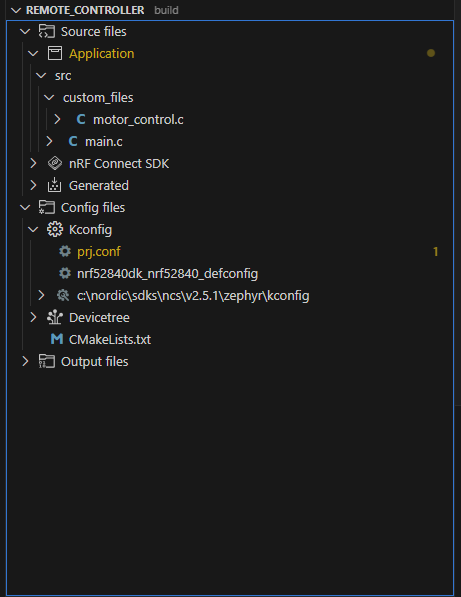 REMOTE_CONTROLLER build
Source files
Application
src
custom_files
C motor_control.c
C main.c
nRF Connect SDK
Generated
Config files
Kconfig
prj.conf 1
nrf52840dk_nrf52840_defconfig
c:\nordic\sdks\ncs\v2.5.1\zephyr\kconfig
Devicetree
M CMakeLists.txt
Output files